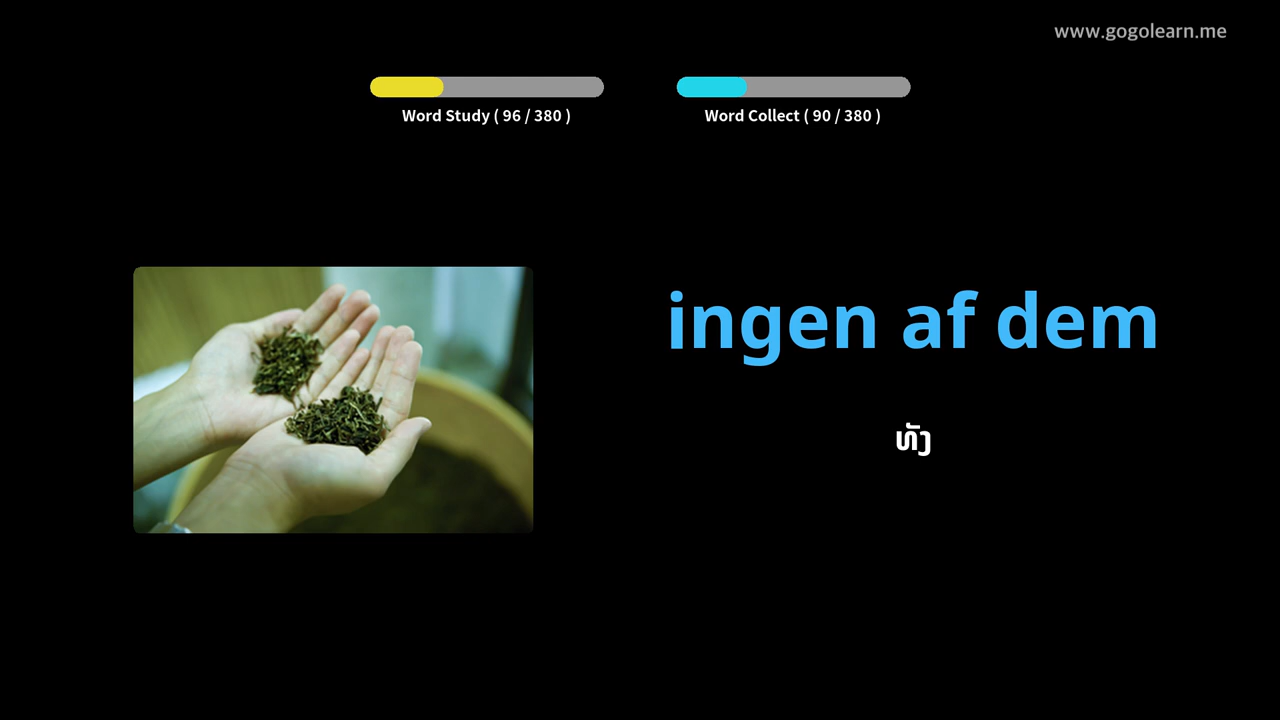 www.gogolearn.me
Word Study ( 96 / 380 )
Word Collect ( 90 / 380 )
ingen af dem
ທັງ